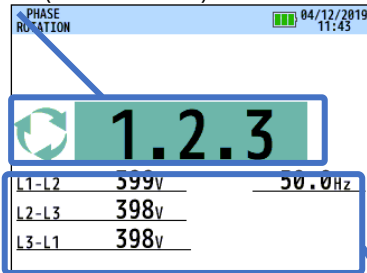 PHASE
ROTATION
04/12/2019
11:43
1.2.3
L1-L2 399V 50.0Hz
L2-L3 398V
L3-L1 398V